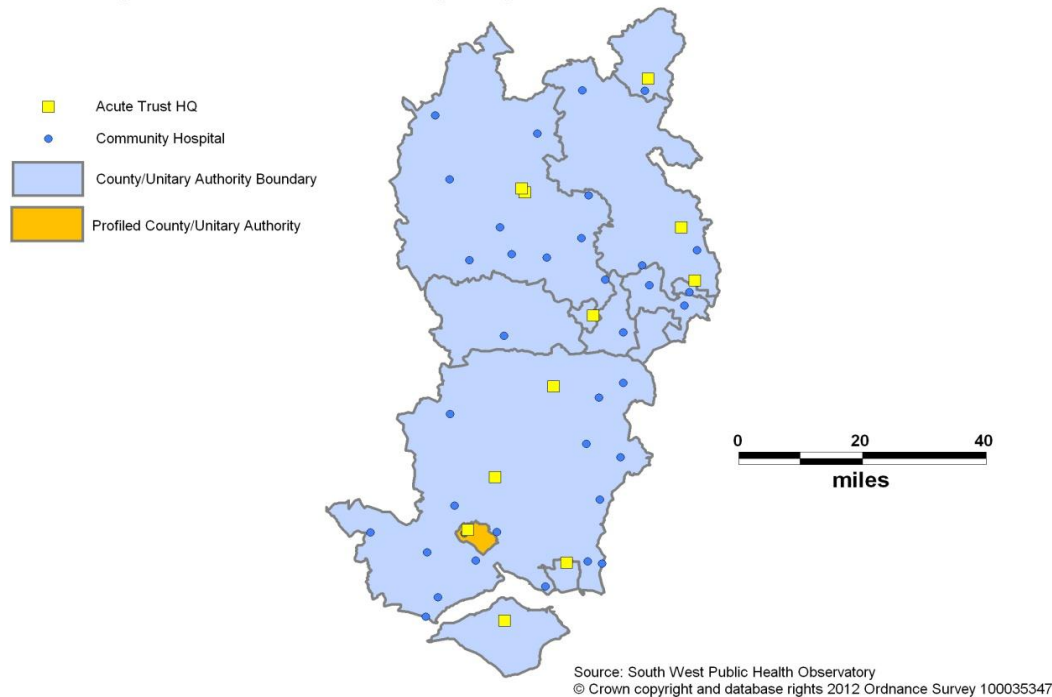 Acute Trust HQ
Community Hospital
County/Unitary Authority Boundary
Profiled County/Unitary Authority
0 20 40
miles
Source: South West Public Health Observatory
© Crown copyright and database rights 2012 Ordnance Survey 100035347